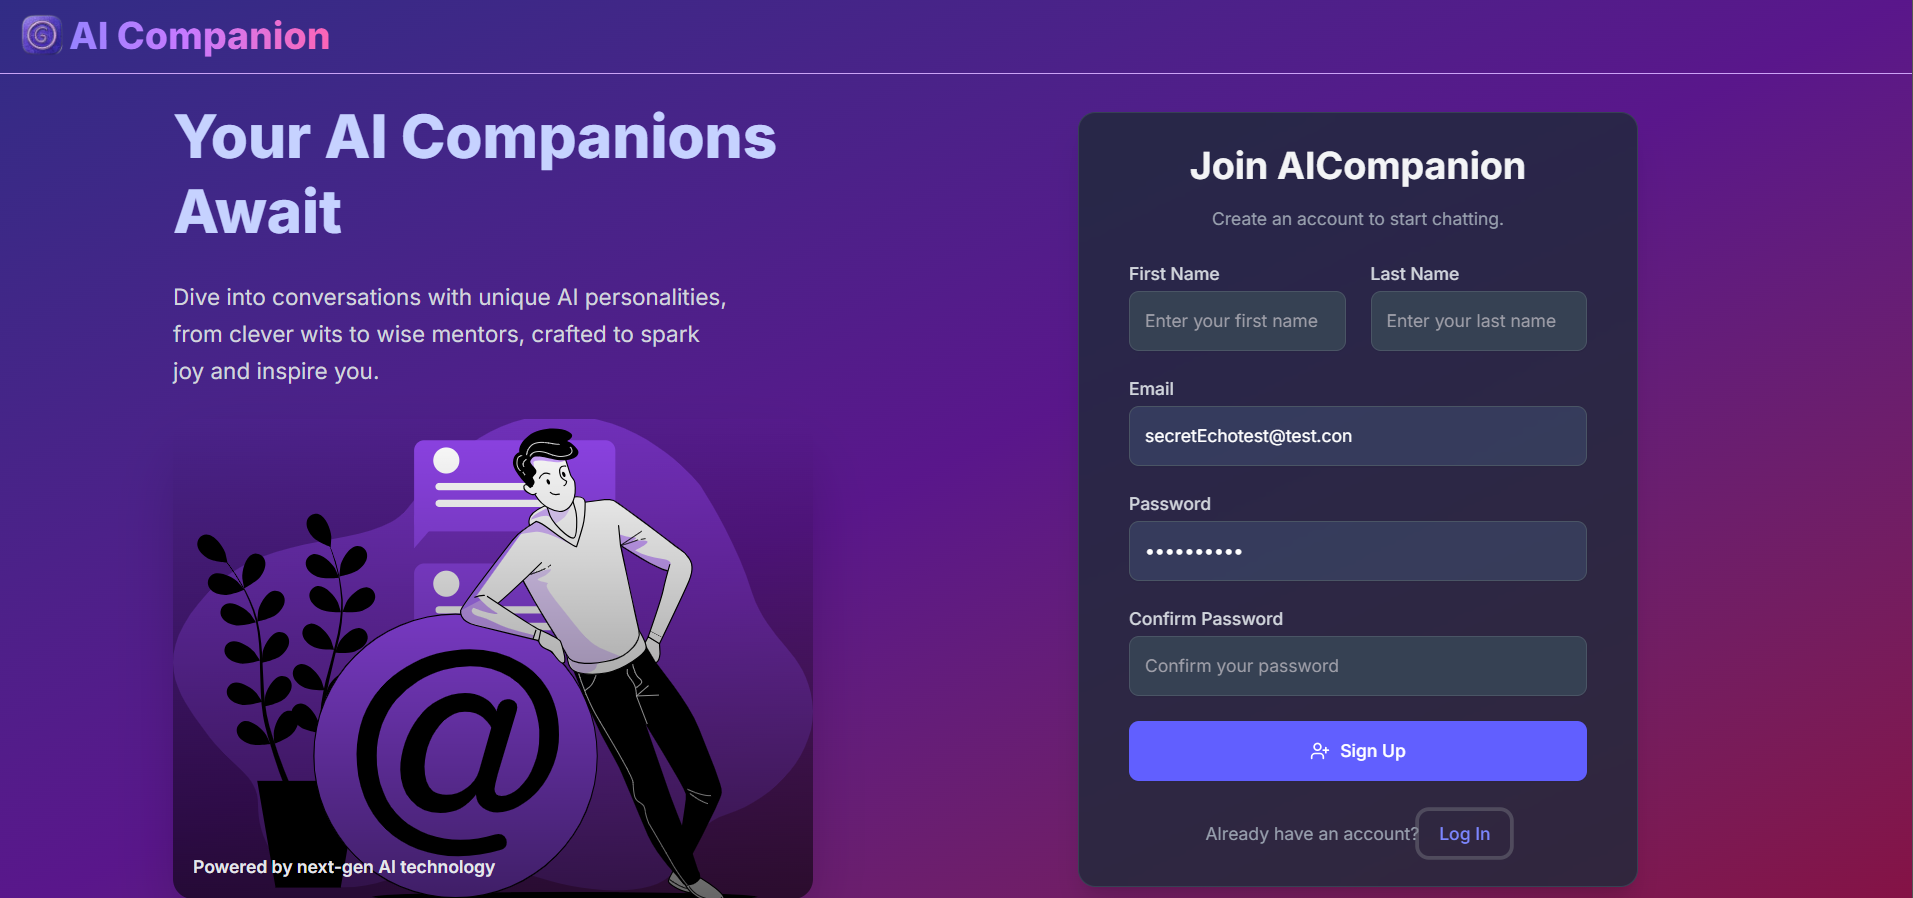 AI Companion
Your AI Companions
Await
Dive into conversations with unique AI personalities,
from clever wits to wise mentors, crafted to spark
joy and inspire you.
@
Powered by next-gen AI technology
Join AICompanion
Create an account to start chatting.
First Name
Last Name
Enter your first name
Enter your last name
Email
secretEchotest@test.con
Password
••••••••••
Confirm Password
Confirm your password
Sign Up
Already have an account? Log In